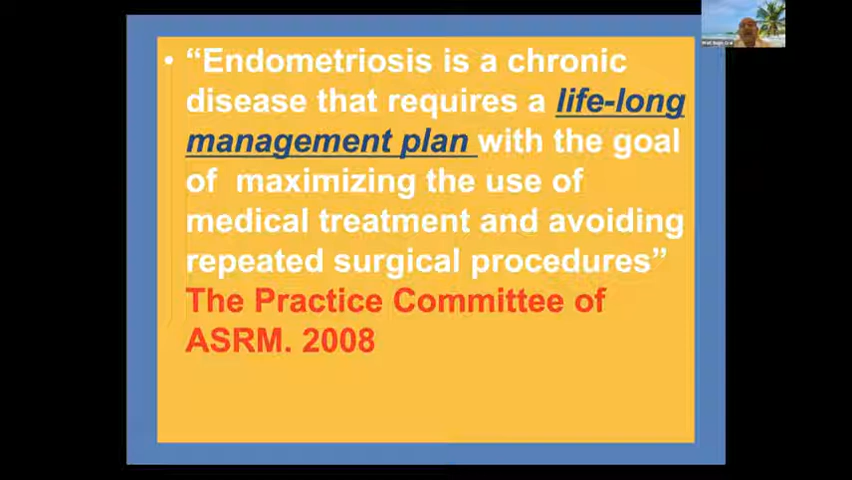 • “Endometriosis is a chronic
disease that requires a life-long
management plan with the goal
of maximizing the use of
medical treatment and avoiding
repeated surgical procedures”
The Practice Committee of
ASRM. 2008